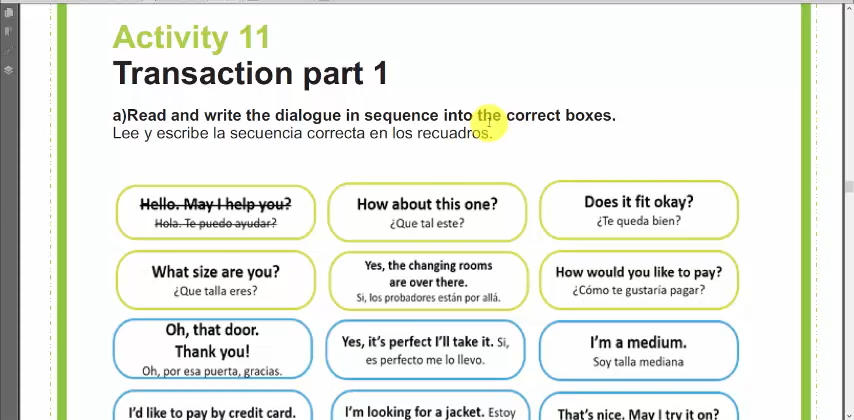 Activity 11
Transaction part 1
a)Read and write the dialogue in sequence into the correct boxes.
Lee y escribe la secuencia correcta en los recuadros.
Hello. May I help you?
Hola. Te puedo ayudar?
How about this one?
¿Que tal este?
Does it fit okay?
¿Te queda bien?
What size are you?
¿Que talla eres?
Yes, the changing rooms
are over there.
Si, los probadores están por allá.
How would you like to pay?
¿Cómo te gustaría pagar?
Oh, that door.
Thank you!
Oh, por esa puerta, gracias.
Yes, it's perfect I'll take it. Si,
es perfecto me lo llevo.
I'm a medium.
Soy talla mediana
I'd like to pay by credit card.
I'm looking for a jacket. Estoy
That's nice. May I try it on?